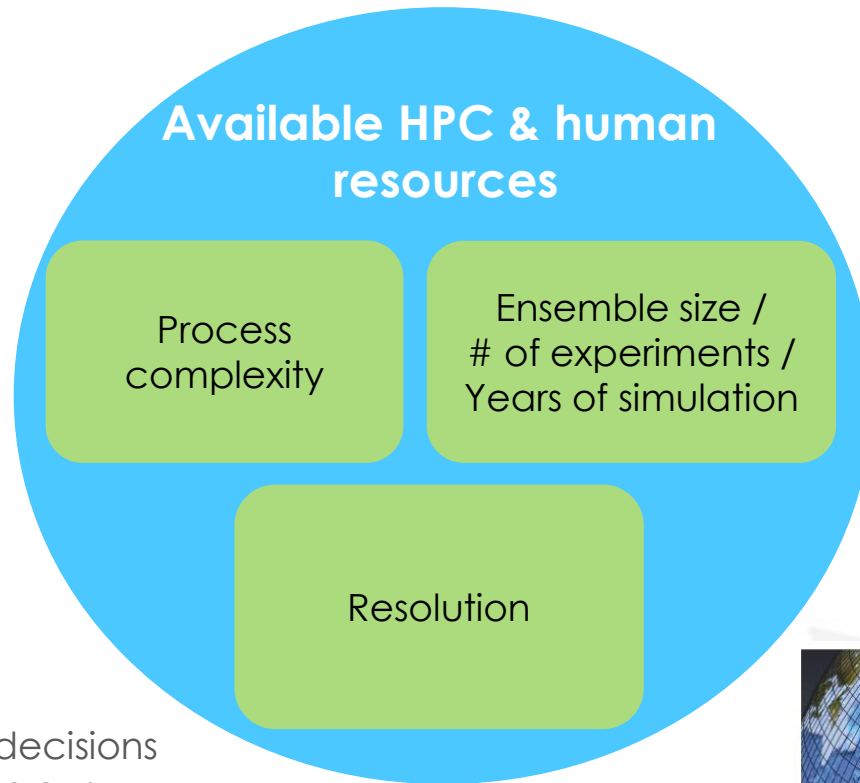 Available HPC & human
resources
Process
complexity
Ensemble size /
# of experiments /
Years of simulation
Resolution
decisions